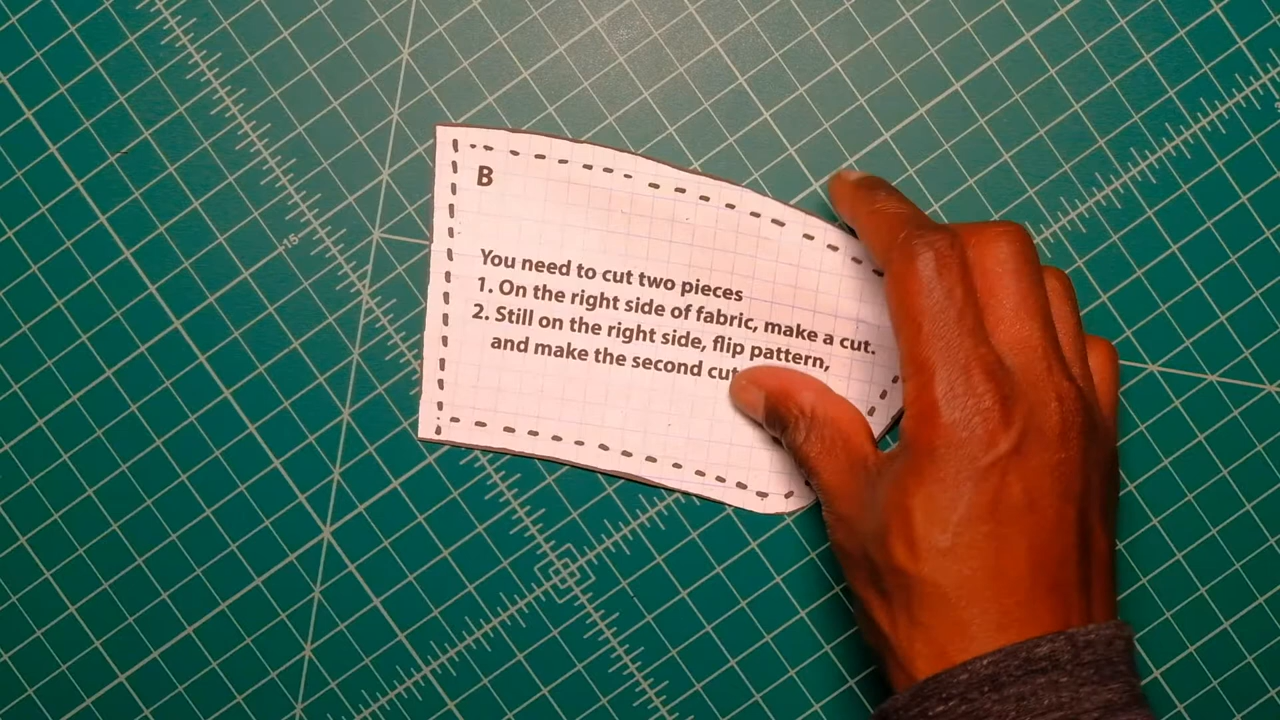 B
You need to cut two pieces
1. On the right side of fabric, make a cut.
2. Still on the right side, flip pattern,
and make the second cut
15